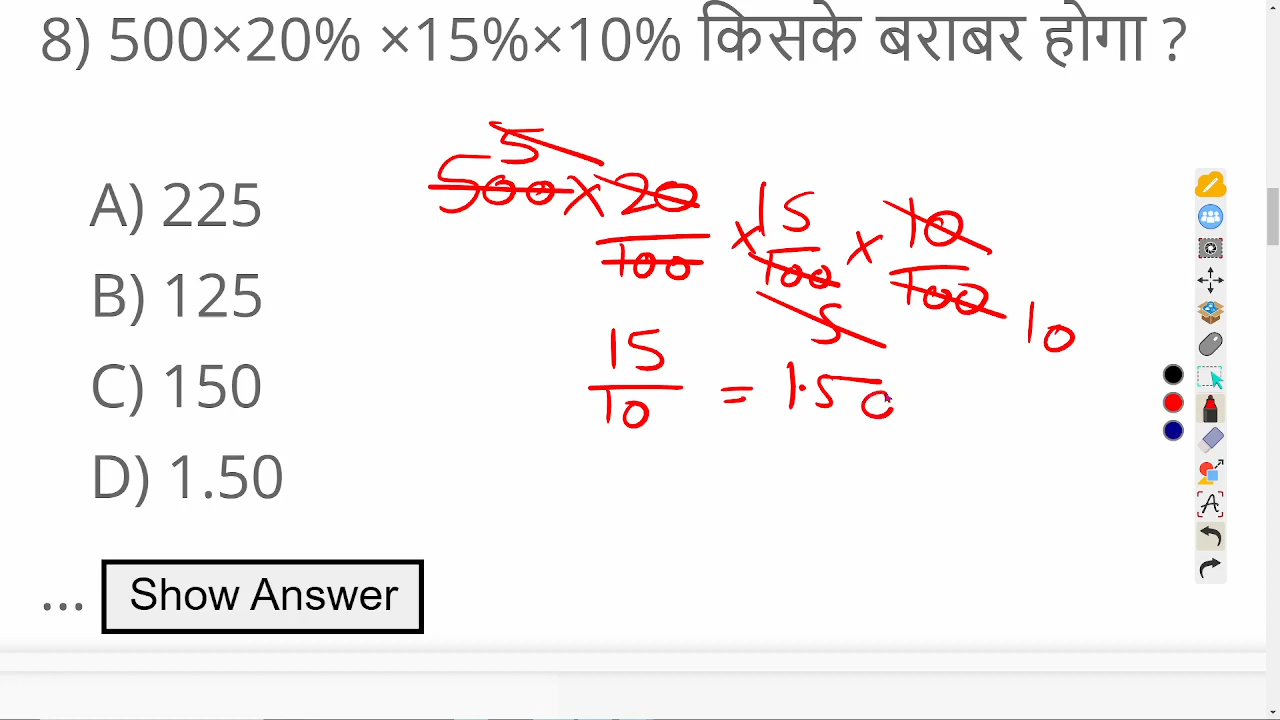 8) 500×20% ×15%×10% किसके बराबर होगा ?
5
500 × 20/100 × 15/100 × 10/100
5
10
A) 225
B) 125
15/10 = 1.50
C) 150
D) 1.50
... Show Answer
A